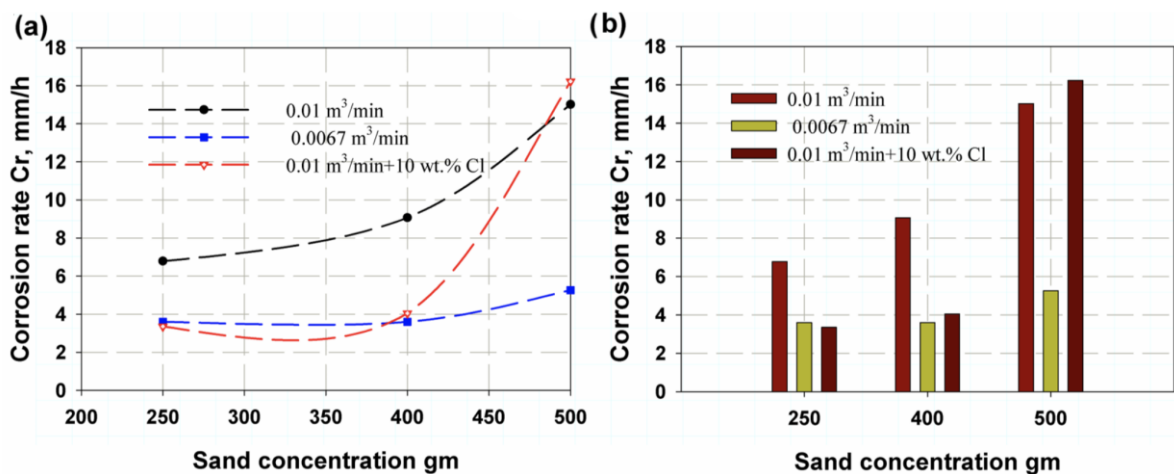 (a)
Corrosion rate Cr, mm/h
18
16
14
12
10
8
6
4
2
0
0.01 m³/min
0.0067 m³/min
0.01 m³/min+10 wt.% Cl
200 250 300 350 400 450 500
Sand concentration gm
(b)
Corrosion rate Cr, mm/h
18
16
14
12
10
8
6
4
2
0
0.01 m³/min
0.0067 m³/min
0.01 m³/min+10 wt.% Cl
250 400 500
Sand concentration gm